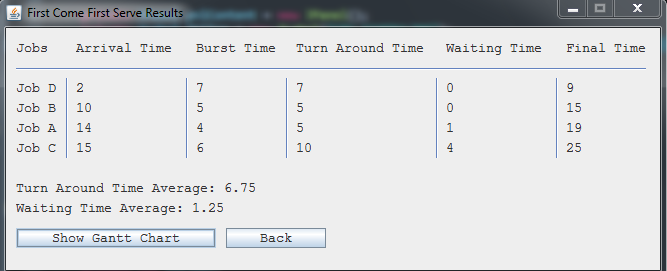 First Come First Serve Results
Jobs Arrival Time Burst Time Turn Around Time Waiting Time Final Time
Job D 2 7 7 0 9
Job B 10 5 5 0 15
Job A 14 4 5 1 19
Job C 15 6 10 4 25
Turn Around Time Average: 6.75
Waiting Time Average: 1.25
Show Gantt Chart Back